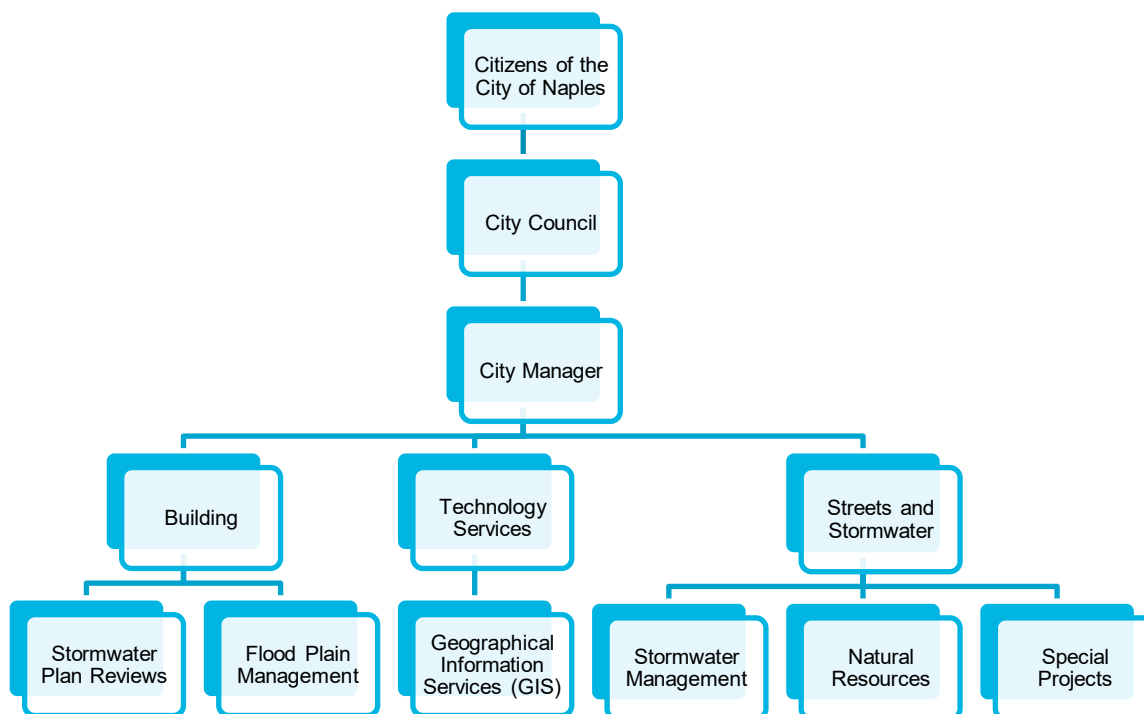 Citizens of the
City of Naples
City Council
City Manager
Building
Technology
Services
Streets and
Stormwater
Stormwater
Plan Reviews
Flood Plain
Management
Geographical
Information
Services (GIS)
Stormwater
Management
Natural
Resources
Special
Projects